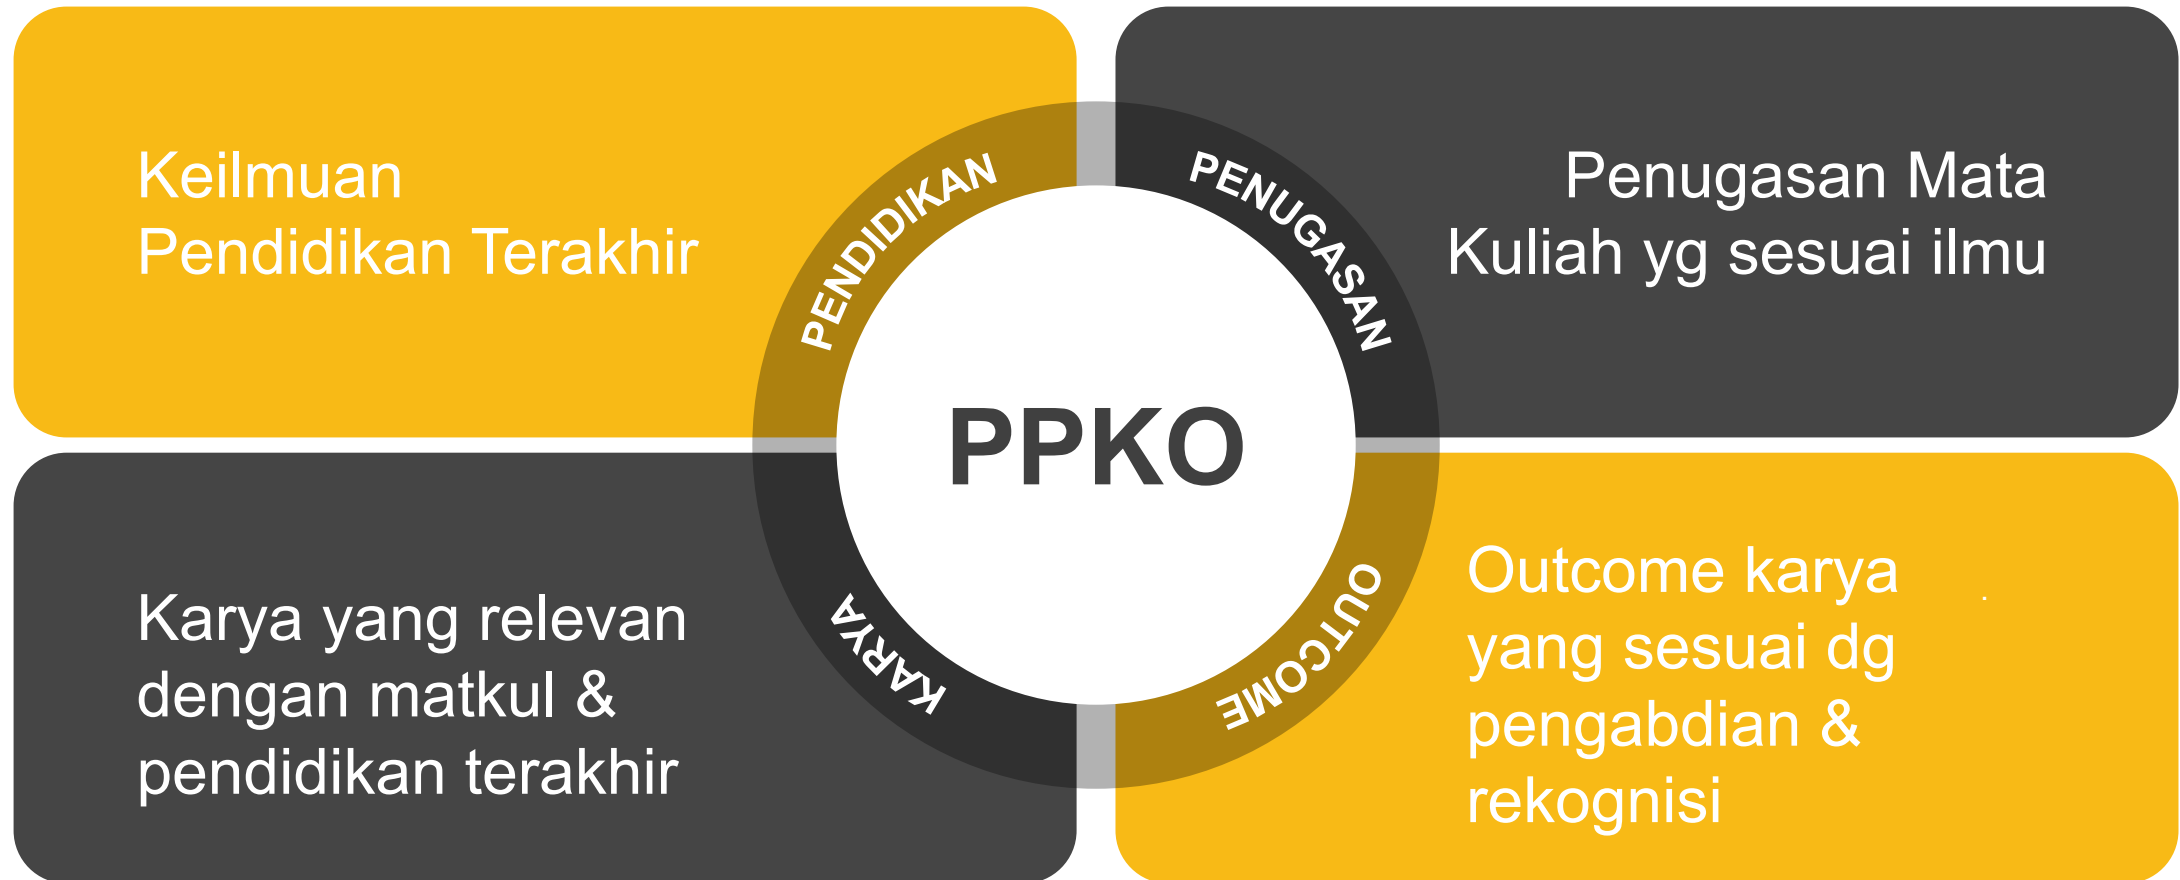 Keilmuan
Pendidikan Terakhir
PENDIDIKAN
PENUGASAN
Penugasan Mata
Kuliah yg sesuai ilmu
PPKO
Karya yang relevan
dengan matkul &
pendidikan terakhir
KARYA
OUTCOME
Outcome karya .
yang sesuai dg
pengabdian &
rekognisi